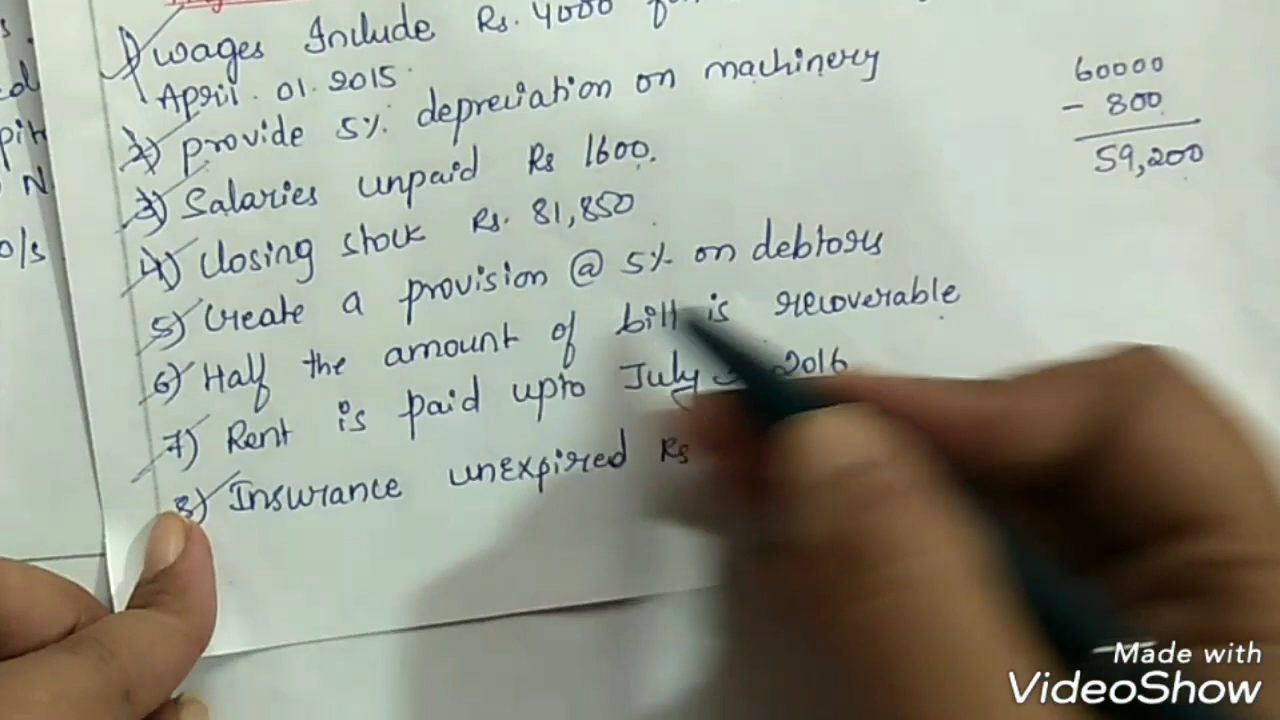 1) wages Include Rs. 4000
April. 01. 2015.
2) provide 5% depreciation on machinery
3) Salaries unpaid Rs 1600.
4) Closing stock Rs. 81,850
5) Create a provision @ 5% on debtors
6) Half the amount of bill is recoverable
7) Rent is paid upto July 2016
8) Insurance unexpired Rs
60000
- 800
59,200
o/s
Made with
VideoShow